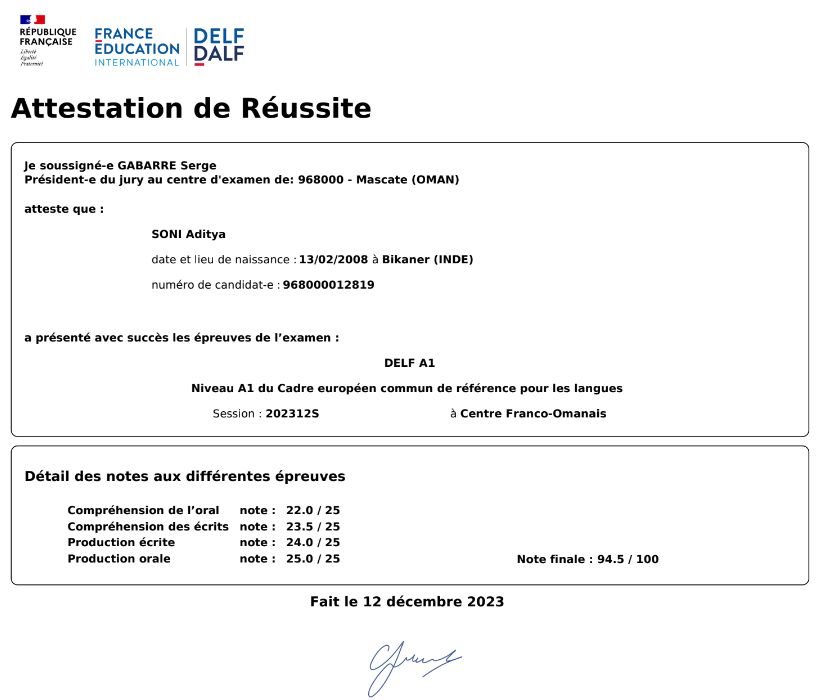 RÉPUBLIQUE
FRANÇAISE
Liberté
Égalité
Fraternité
FRANCE
ÉDUCATION
INTERNATIONAL
DELF
DALF
Attestation de Réussite
Je soussigné-e GABARRE Serge
Président-e du jury au centre d'examen de: 968000 - Mascate (OMAN)
atteste que :
SONI Aditya
date et lieu de naissance : 13/02/2008 à Bikaner (INDE)
numéro de candidat-e : 968000012819
a présenté avec succès les épreuves de l’examen :
DELF A1
Niveau A1 du Cadre européen commun de référence pour les langues
Session : 202312S à Centre Franco-Omanais
Détail des notes aux différentes épreuves
Compréhension de l’oral note : 22.0 / 25
Compréhension des écrits note : 23.5 / 25
Production écrite note : 24.0 / 25
Production orale note : 25.0 / 25 Note finale : 94.5 / 100
Fait le 12 décembre 2023